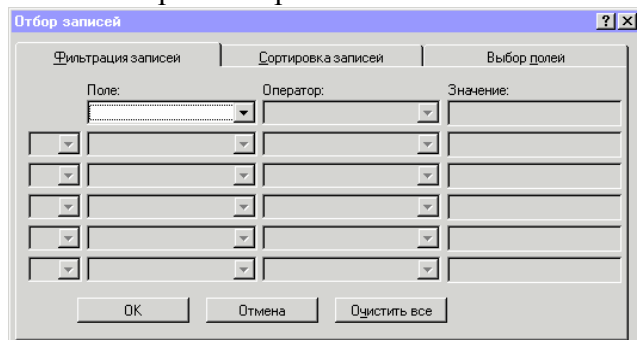 Отбор записей
Фильтрация записей Сортировка записей Выбор полей
Поле: Оператор: Значение:
OK Отмена Очистить все